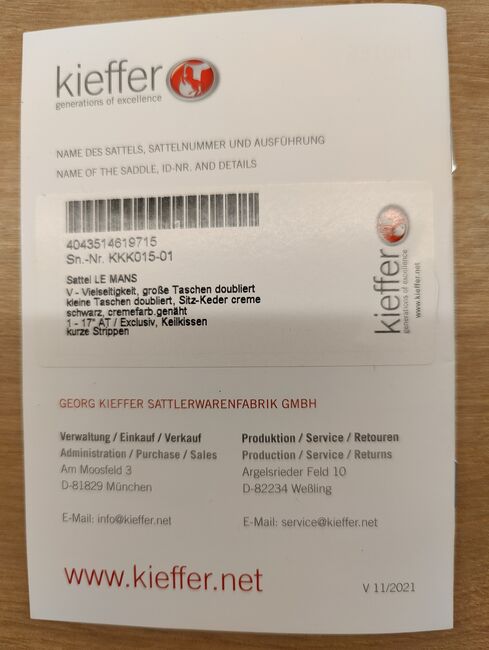 kieffer
generations of excellence
NAME DES SATTELS, SATTELNUMMER UND AUSFÜHRUNG
NAME OF THE SADDLE, ID-NR. AND DETAILS
4043514619715
Sn.-Nr. KKK015-01
Sattel LE MANS
V - Vielseitigkeit, große Taschen doubliert
kleine Taschen doubliert, Sitz-Keder creme
schwarz, cremefarb.genäht
1 - 17" AT / Exclusiv, Keilkissen
kurze Strippen
kieffer
generations of excellence
www.kieffer.net
GEORG KIEFFER SATTLERWARENFABRIK GMBH
Verwaltung / Einkauf / Verkauf
Administration / Purchase / Sales
Am Moosfeld 3
D-81829 München
E-Mail: info@kieffer.net
Produktion / Service / Retouren
Production / Service / Returns
Argelsrieder Feld 10
D-82234 Weßling
E-Mail: service@kieffer.net
www.kieffer.net
V 11/2021